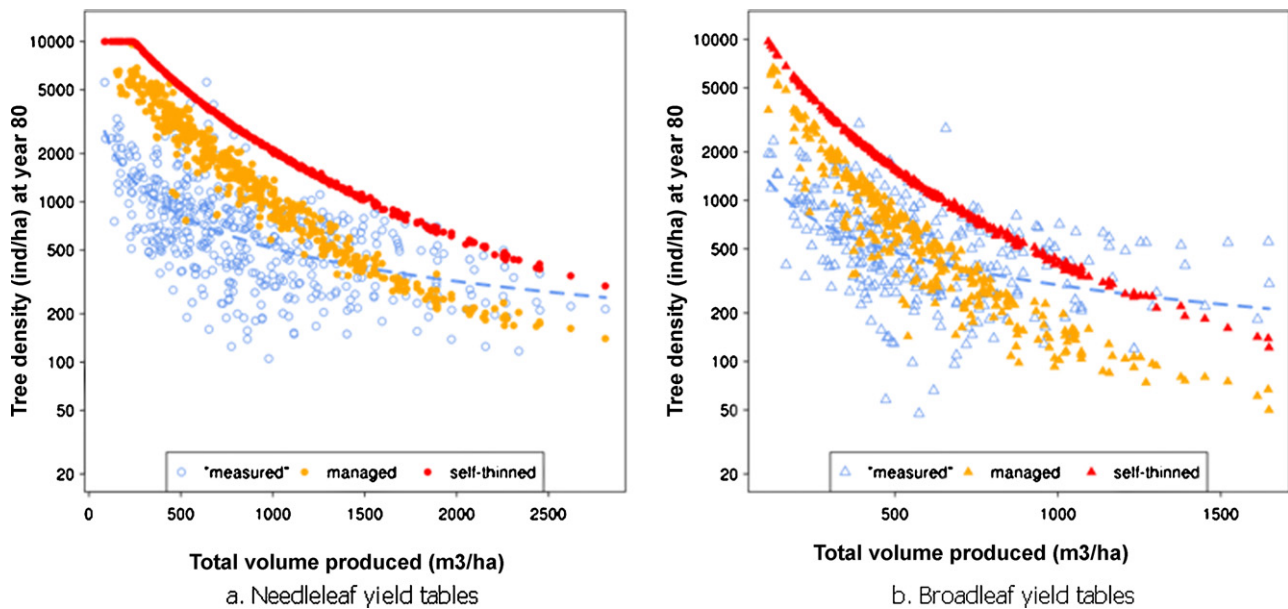 Tree density (ind/ha) at year 80
10000
5000
2000
1000
500
200
100
50
20
"measured" managed self-thinned
0 500 1000 1500 2000 2500
Total volume produced (m3/ha)
a. Needleleaf yield tables
Tree density (ind/ha) at year 80
10000
5000
2000
1000
500
200
100
50
20
"measured" managed self-thinned
500 1000 1500
Total volume produced (m3/ha)
b. Broadleaf yield tables